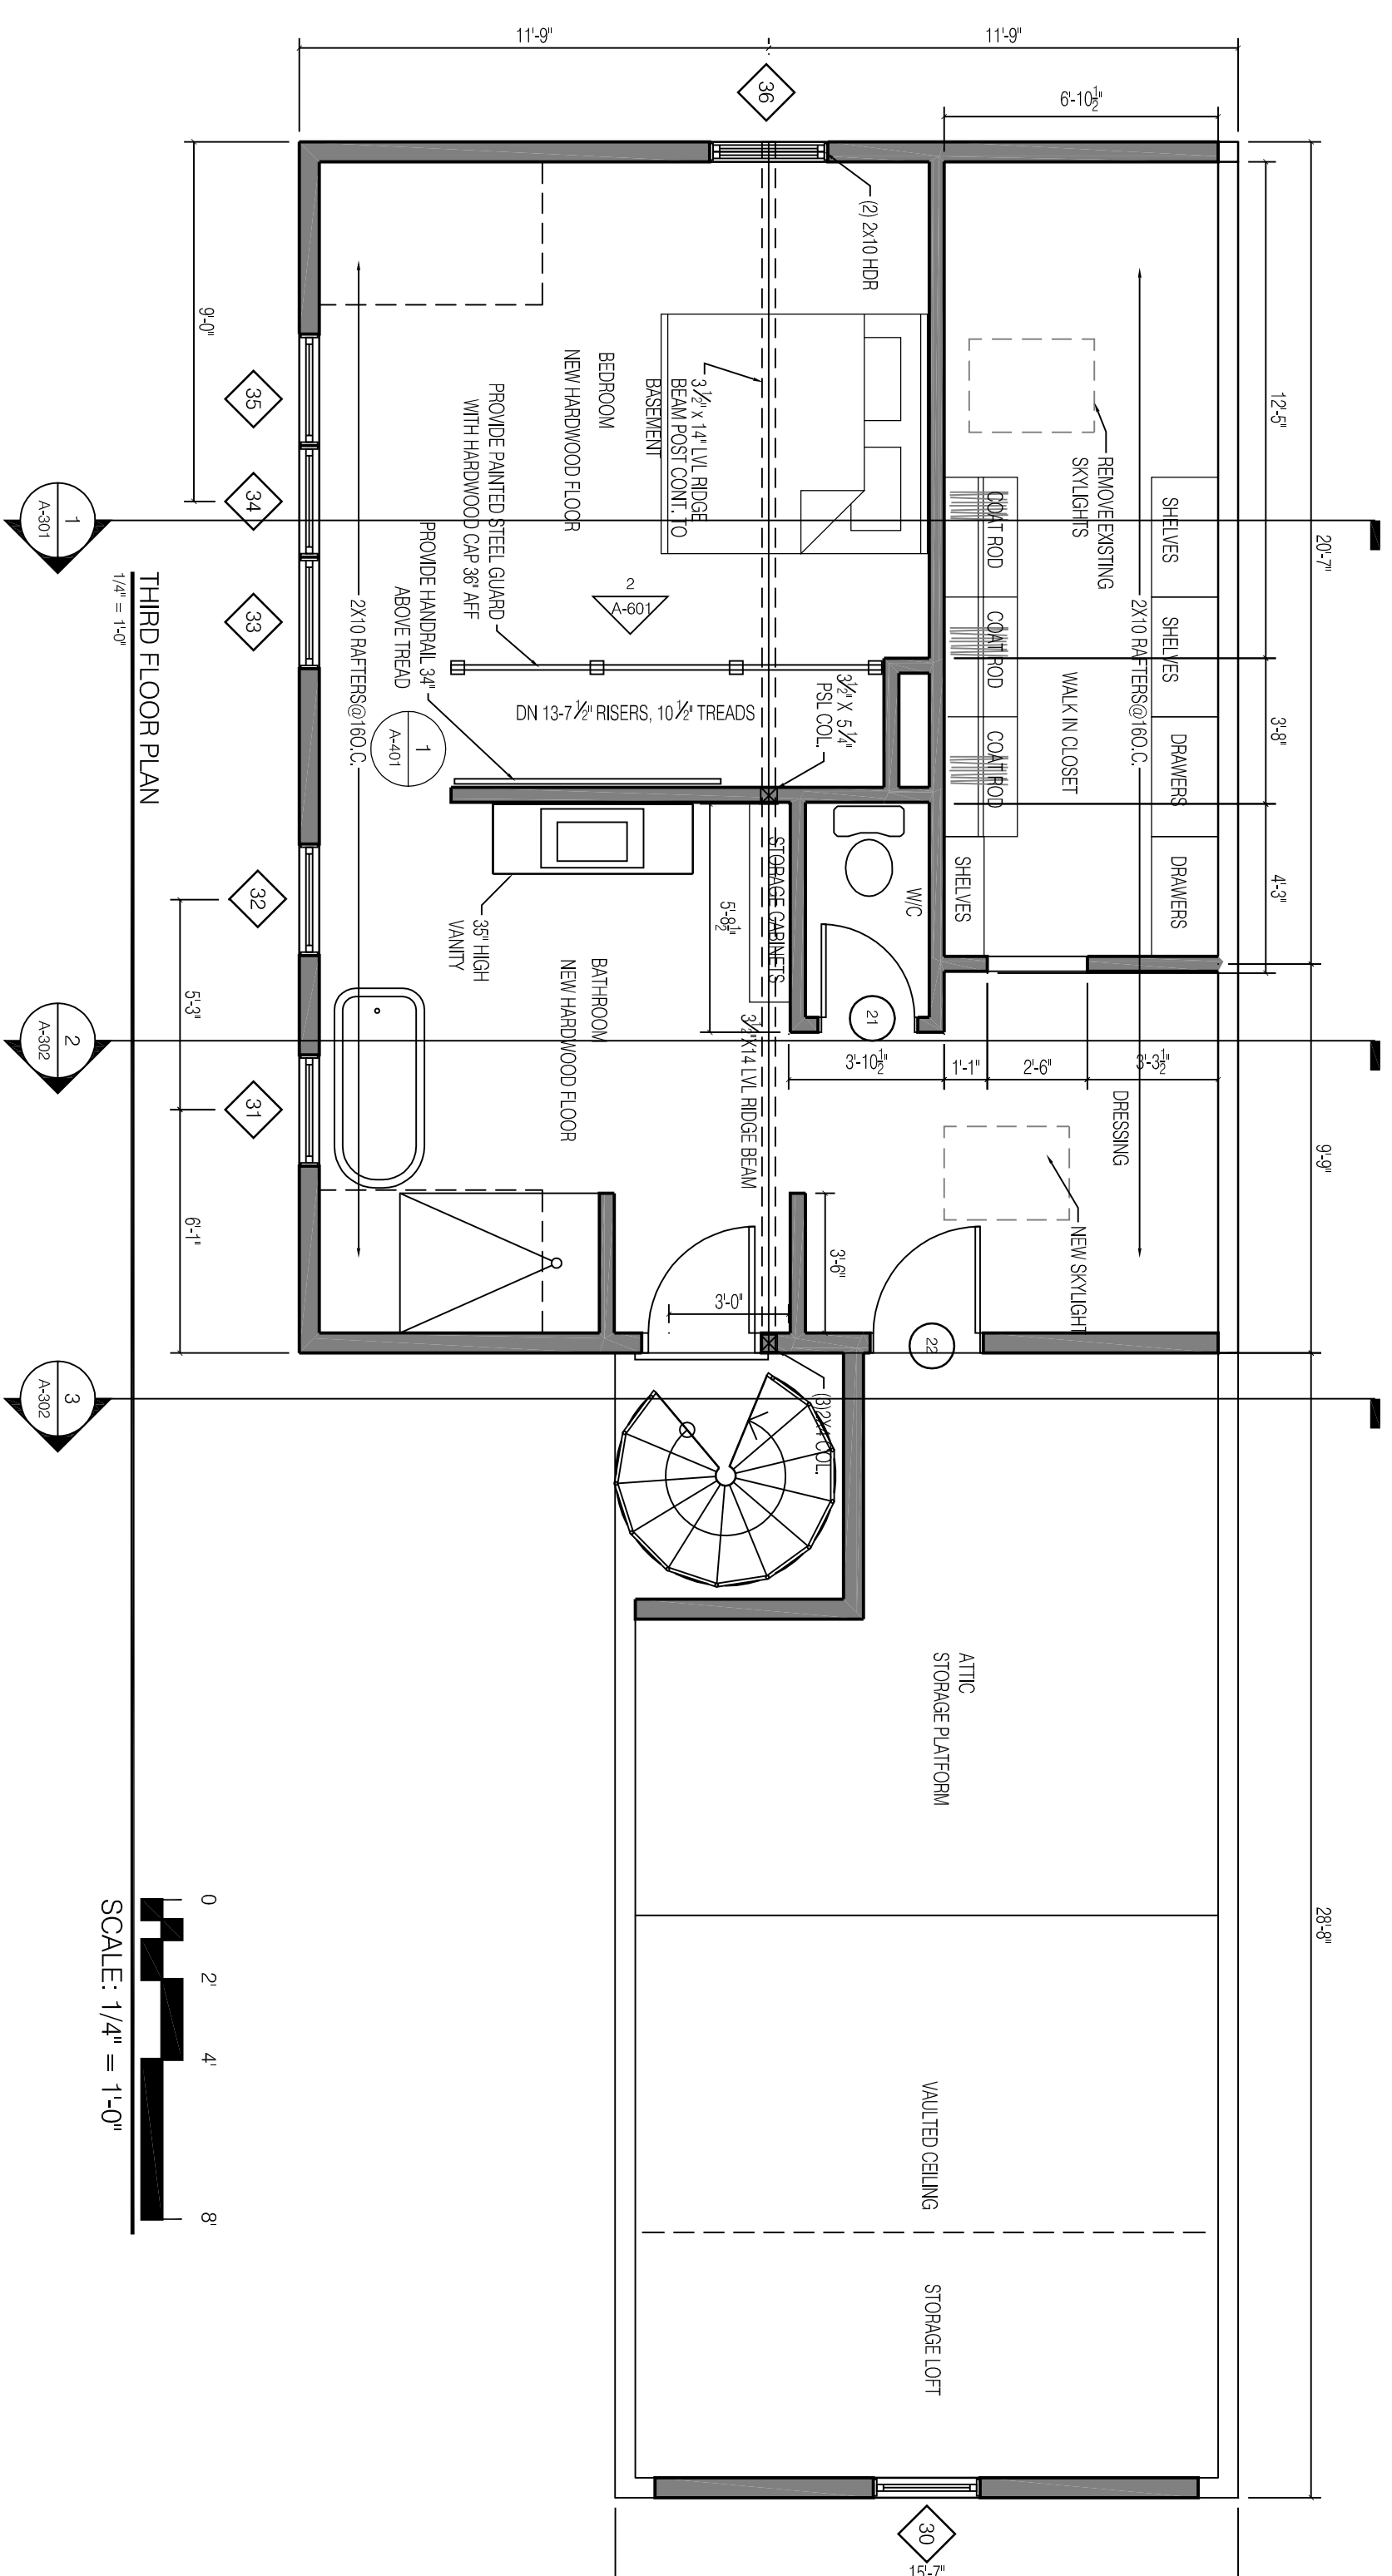 11'-9"
11'-9"
36
6'-10½"
(2) 2x10 HDR
20'-7"
12'-5"
3'-8"
4'-3"
9'-9"
28'-8"
REMOVE EXISTING
SKYLIGHTS
2X10 RAFTERS@16O.C.
SHELVES
SHELVES
DRAWERS
DRAWERS
WALK IN CLOSET
COAT ROD
COAT ROD
COAT ROD
SHELVES
3 ½" x 14" LVL RIDGE
BEAM POST CONT. TO
BASEMENT
BEDROOM
NEW HARDWOOD FLOOR
PROVIDE PAINTED STEEL GUARD
WITH HARDWOOD CAP 36" AFF
PROVIDE HANDRAIL 34"
ABOVE TREAD
2
A-601
DN 13-7 ½" RISERS, 10 ½" TREADS
3½" X 5 ¼"
PSL COL.
1
A-401
2X10 RAFTERS@16O.C.
W/C
21
STORAGE CABINETS
5'-8½"
35" HIGH
VANITY
BATHROOM
NEW HARDWOOD FLOOR
3½"X14 LVL RIDGE BEAM
3'-10½"
1'-1"
2'-6"
3'-3½"
DRESSING
NEW SKYLIGHT
3'-6"
3'-0"
22
(3)2X4 COL.
ATTIC
STORAGE PLATFORM
VAULTED CEILING
STORAGE LOFT
30
15'-7"
9'-0"
35
34
33
32
31
5'-3"
6'-1"
1
A-301
2
A-302
3
A-302
THIRD FLOOR PLAN
1/4" = 1'-0"
0
2'
4'
8'
SCALE: 1/4" = 1'-0"